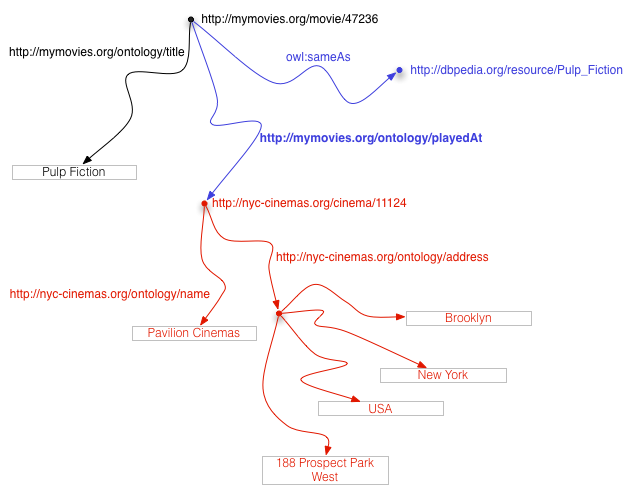 http://mymovies.org/movie/47236
http://mymovies.org/ontology/title
owl:sameAs
http://dbpedia.org/resource/Pulp_Fiction
http://mymovies.org/ontology/playedAt
Pulp Fiction
http://nyc-cinemas.org/cinema/11124
http://nyc-cinemas.org/ontology/address
http://nyc-cinemas.org/ontology/name
Brooklyn
Pavilion Cinemas
New York
USA
188 Prospect Park
West